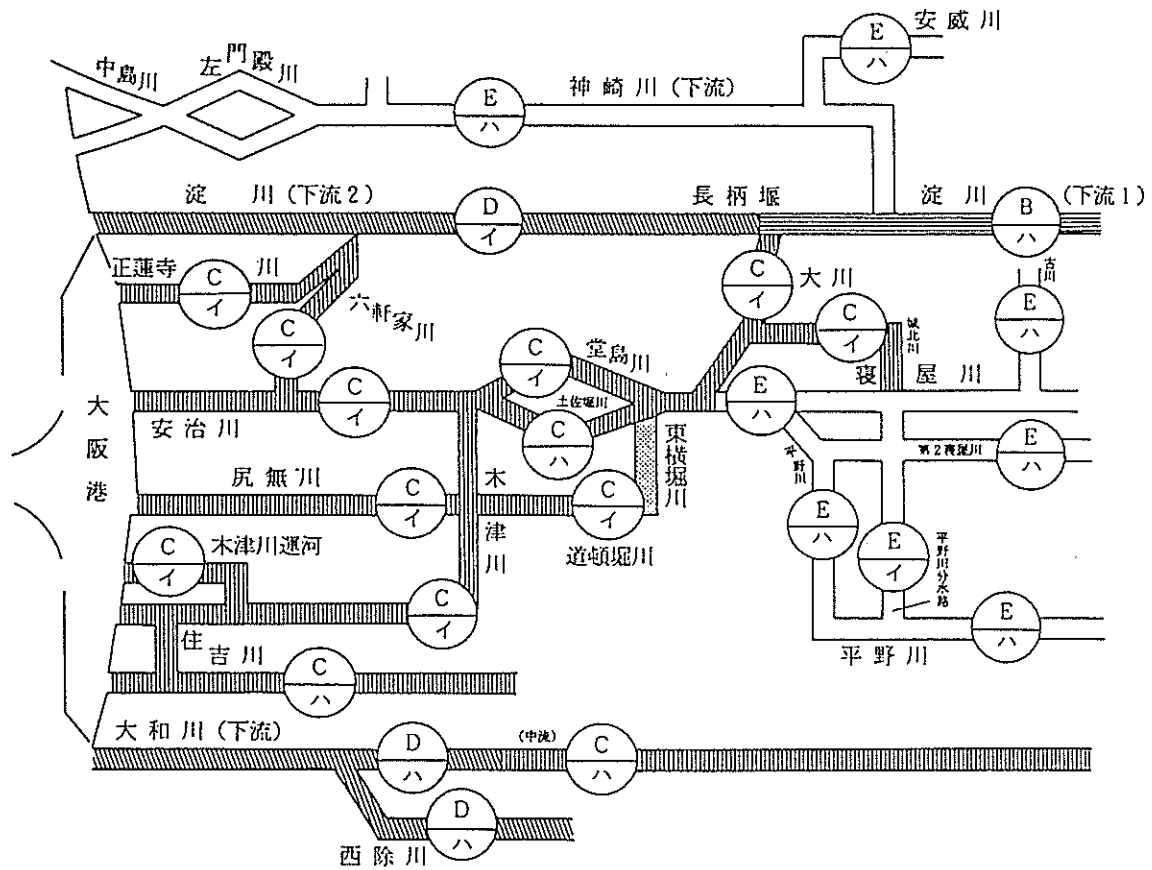 安威川
E
ハ
中島川
左門殿川
E
ハ
神崎川(下流)
淀川(下流2)
D
イ
長柄堰
淀川
B
ハ
(下流1)
正蓮寺川
C
イ
六軒家川
C
イ
C
イ
大川
C
イ
城北川
古川
E
ハ
寝屋川
C
イ
堂島川
土佐堀川
C
ハ
安治川
C
イ
E
ハ
東横堀川
平野川
第2寝屋川
E
ハ
大阪港
尻無川
C
イ
木津川
C
イ
道頓堀川
E
ハ
E
イ
平野川分水路
C
イ
木津川運河
C
イ
E
ハ
平野川
住吉川
C
ハ
大和川(下流)
D
ハ
(中流)
C
ハ
D
ハ
西除川